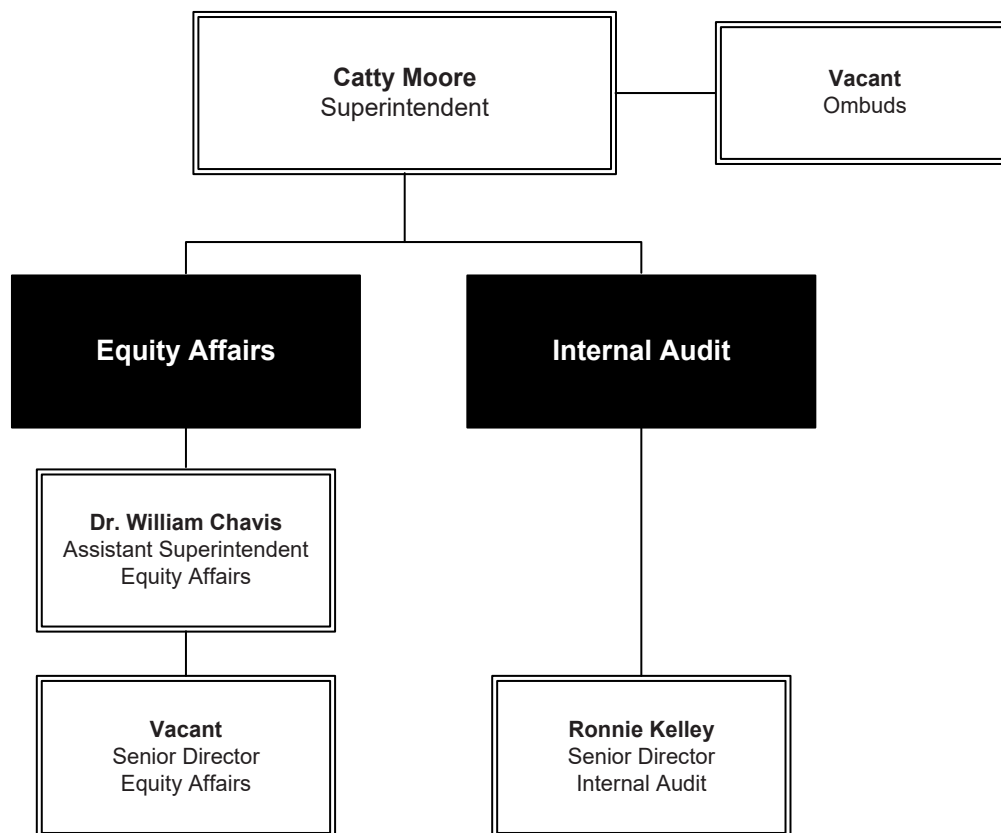 Catty Moore
Superintendent
Vacant
Ombuds
Equity Affairs
Internal Audit
Dr. William Chavis
Assistant Superintendent
Equity Affairs
Vacant
Senior Director
Equity Affairs
Ronnie Kelley
Senior Director
Internal Audit